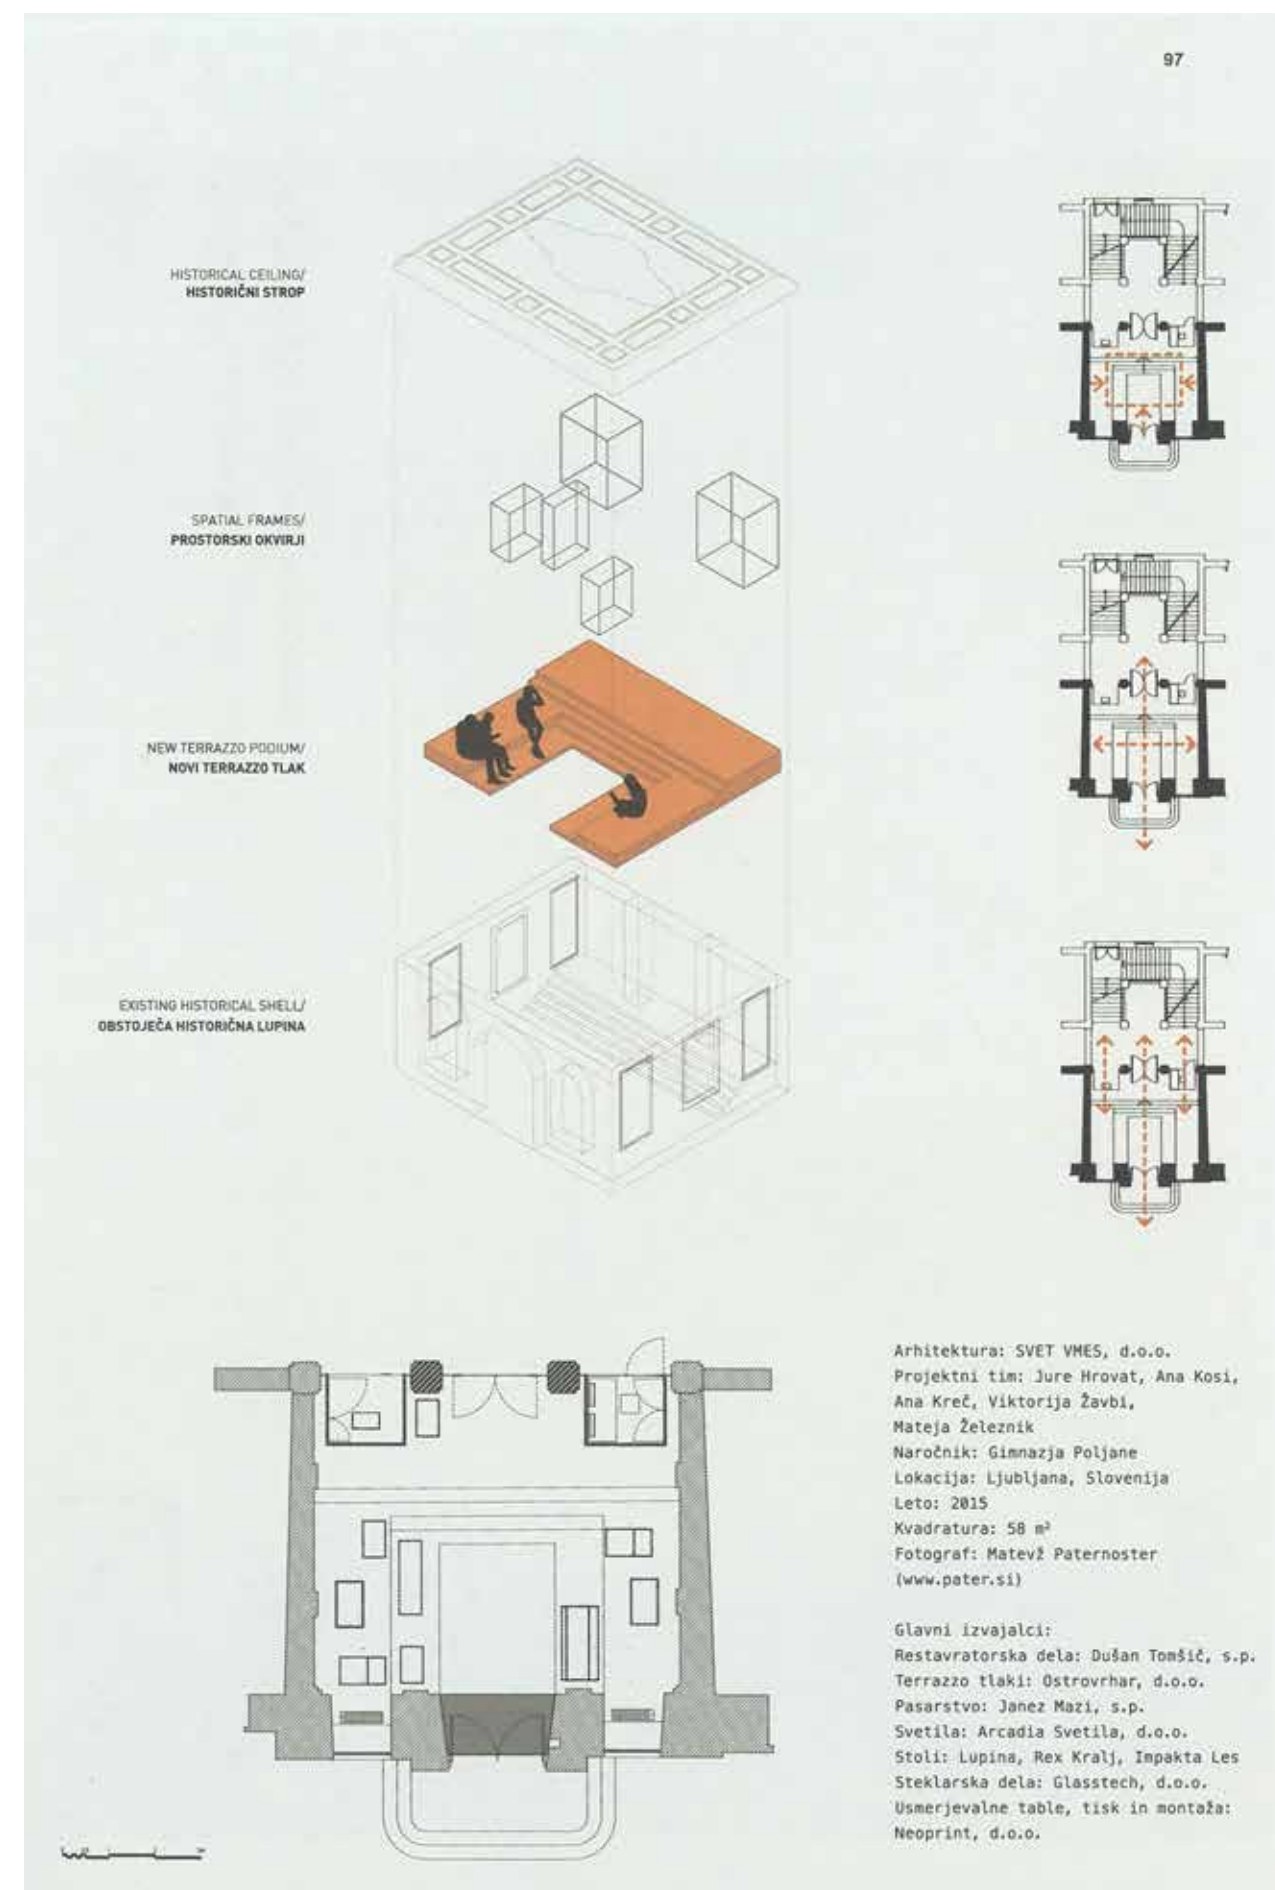 97
HISTORICAL CEILING/
HISTORIČNI STROP
SPATIAL FRAMES/
PROSTORSKI OKVIRJI
NEW TERRAZZO PODIUM/
NOVI TERRAZZO TLAK
EXISTING HISTORICAL SHELL/
OBSTOJEČA HISTORIČNA LUPINA
Arhitektura: SVET VMES, d.o.o.
Projektni tim: Jure Hrovat, Ana Kosi,
Ana Kreč, Viktorija Žavbi,
Mateja Železnik
Naročnik: Gimnazja Poljane
Lokacija: Ljubljana, Slovenija
Leto: 2015
Kvadratura: 58 m²
Fotograf: Matevž Paternoster
(www.pater.si)
Glavni izvajalci:
Restavratorska dela: Dušan Tomšič, s.p.
Terrazzo tlaki: Ostrovrhar, d.o.o.
Pasarstvo: Janez Mazi, s.p.
Svetila: Arcadia Svetila, d.o.o.
Stoli: Lupina, Rex Kralj, Impakta Les
Steklarska dela: Glasstech, d.o.o.
Usmerjevalne table, tisk in montaža:
Neoprint, d.o.o.